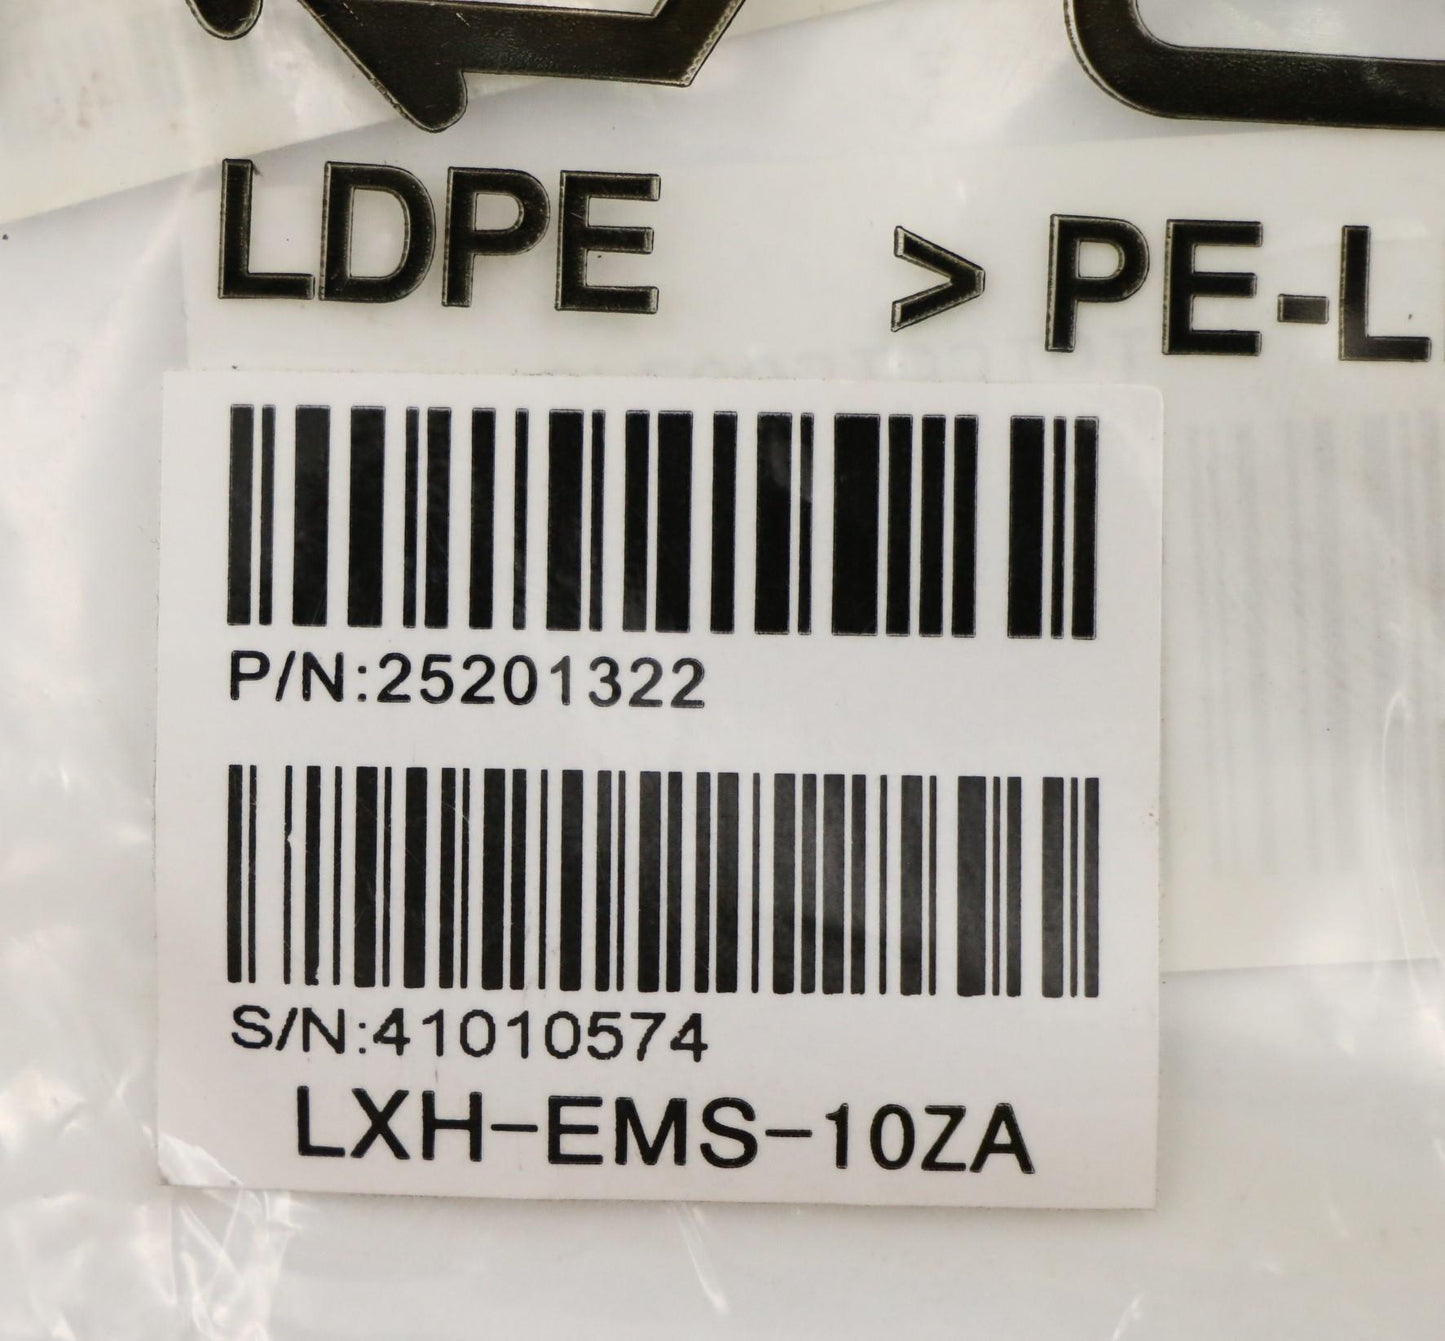 LDPE
> PE-L
P/N:25201322
S/N:41010574
LXH-EMS-10ZA